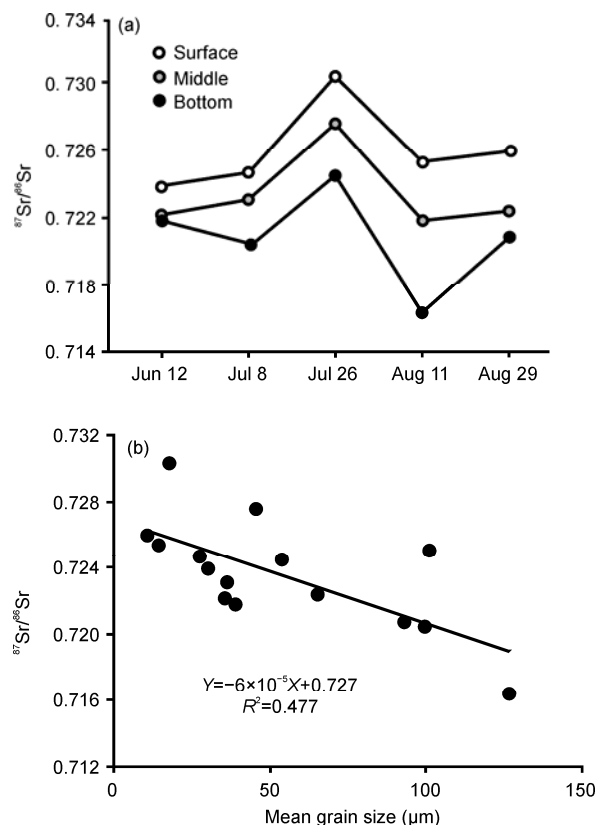 (a)
Surface
Middle
Bottom
0.734
0.730
0.726
0.722
0.718
0.714
⁸⁷Sr/⁸⁶Sr
Jun 12 Jul 8 Jul 26 Aug 11 Aug 29
(b)
0.732
0.728
0.724
0.720
0.716
0.712
⁸⁷Sr/⁸⁶Sr
Y=−6×10⁻⁵X+0.727
R²=0.477
0 50 100 150
Mean grain size (μm)